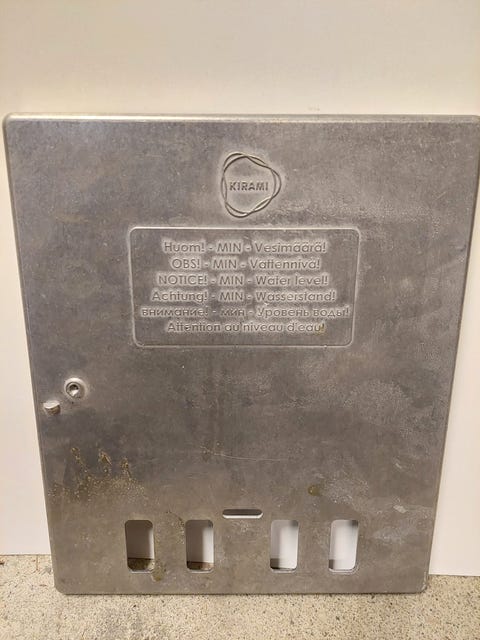 KIRAMI
Huom! - MIN - Vesimäärä!
OBS! - MIN - Vattennivå!
NOTICE! - MIN - Water level!
Achtung! - MIN - Wasserstand!
внимание! - мин - Уровень воды!
Attention au niveau d'eau!